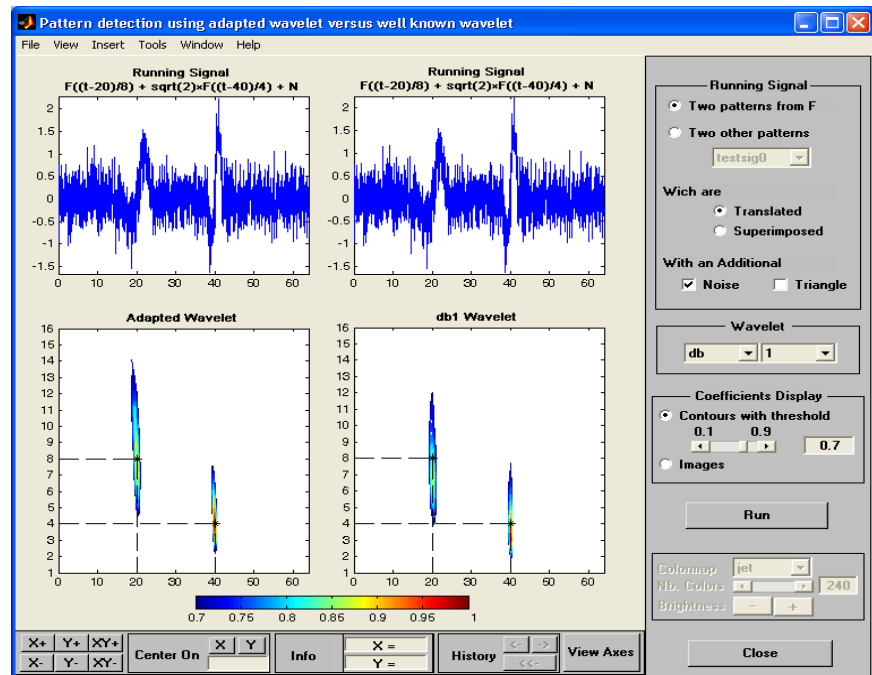 Pattern detection using adapted wavelet versus well known wavelet
File View Insert Tools Window Help
Running Signal
F((t-20)/8) + sqrt(2)×F((t-40)/4) + N
2
1.5
1
0.5
0
-0.5
-1
-1.5
0 10 20 30 40 50 60
Running Signal
F((t-20)/8) + sqrt(2)×F((t-40)/4) + N
2
1.5
1
0.5
0
-0.5
-1
-1.5
0 10 20 30 40 50 60
Adapted Wavelet
16
15
14
13
12
11
10
9
8
7
6
5
4
3
2
1
0 10 20 30 40 50 60
db1 Wavelet
16
15
14
13
12
11
10
9
8
7
6
5
4
3
2
1
0 10 20 30 40 50 60
0.7 0.75 0.8 0.85 0.9 0.95 1
Running Signal
Two patterns from F
Two other patterns
testsig0
Wich are
Translated
Superimposed
With an Additional
Noise Triangle
Wavelet
db 1
Coefficients Display
Contours with threshold
0.1 0.9
0.7
Images
Run
Colormap jet
Nb. Colors 240
Brightness - +
Close
X+ Y+ XY+
X- Y- XY-
Center On X Y
Info X =
Y =
History <- ->
<<-
View Axes